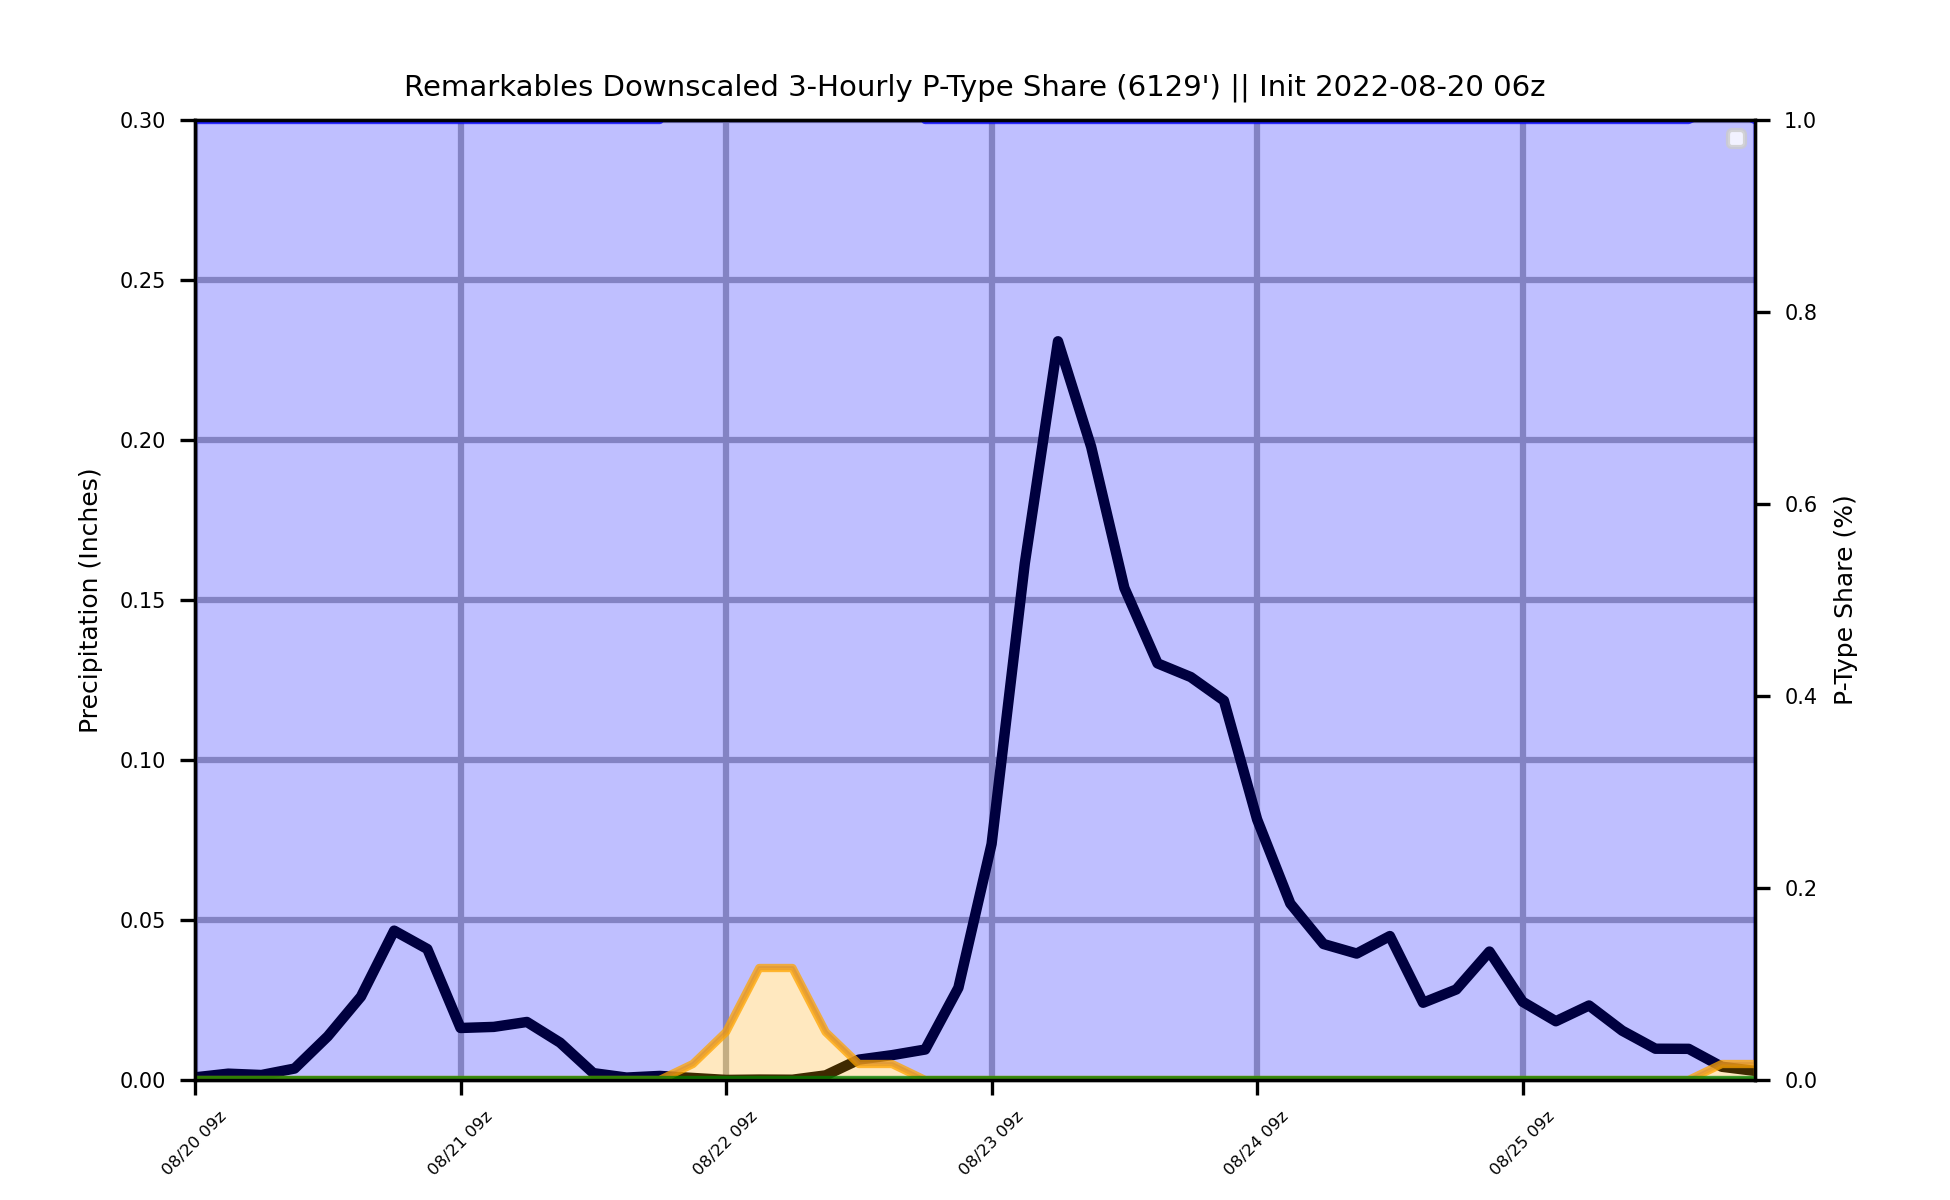 Remarkables Downscaled 3-Hourly P-Type Share (6129') || Init 2022-08-20 06z
0.30
0.25
0.20
0.15
0.10
0.05
0.00
Precipitation (Inches)
1.0
0.8
0.6
0.4
0.2
0.0
P-Type Share (%)
08/20 09z
08/21 09z
08/22 09z
08/23 09z
08/24 09z
08/25 09z